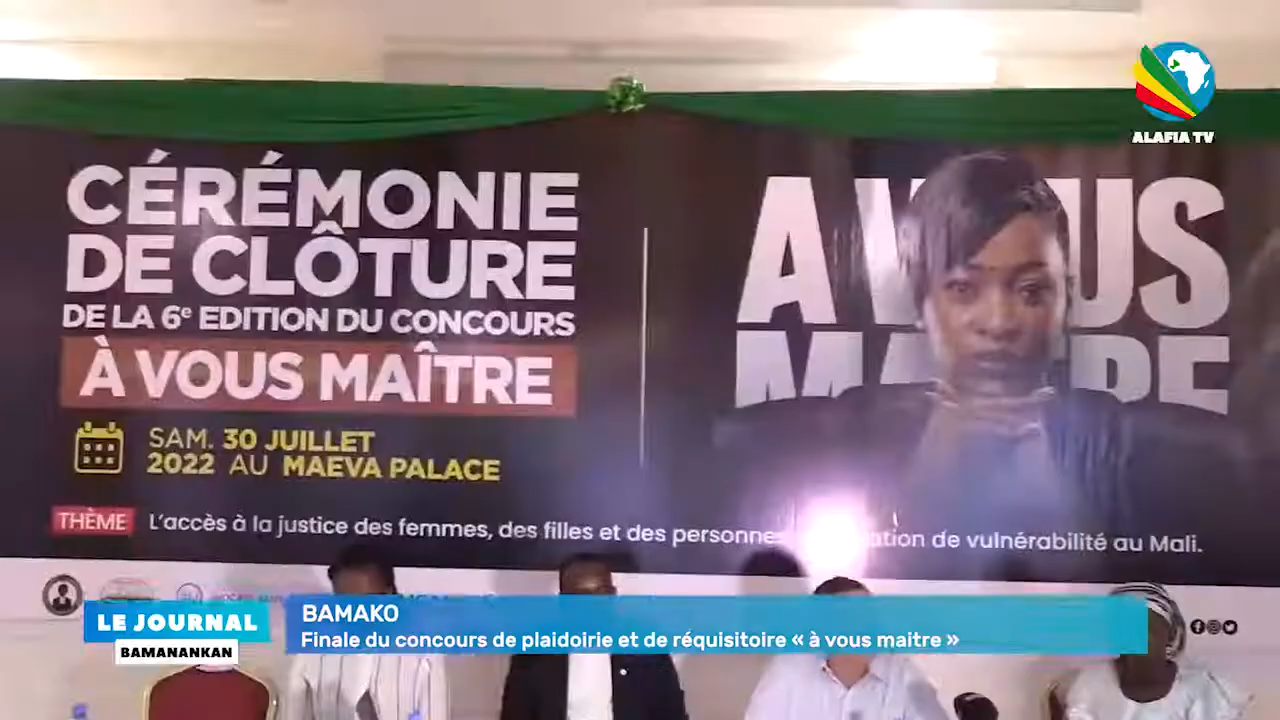 ALAFIA TV
CÉRÉMONIE
DE CLÔTURE
DE LA 6e EDITION DU CONCOURS
À VOUS MAÎTRE
SAM. 30 JUILLET
2022 AU MAEVA PALACE
A VOUS
MAITRE
THÈME L'accès à la justice des femmes, des filles et des personnes de vulnérabilité au Mali.
LE JOURNAL
BAMANANKAN
BAMAKO
Finale du concours de plaidoirie et de réquisitoire « à vous maitre »